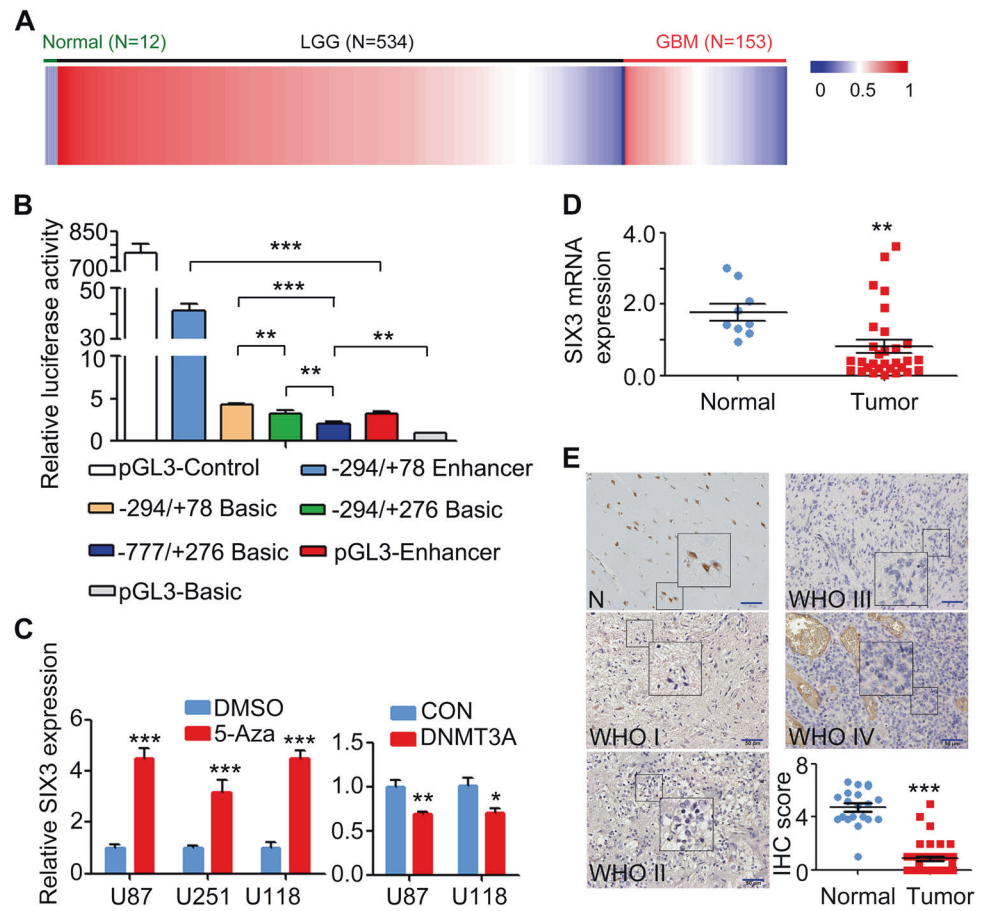 A
Normal (N=12)
LGG (N=534)
GBM (N=153)
0 0.5 1
B
Relative luciferase activity
850
700
50
30
10
5
0
***
***
**
**
**
pGL3-Control
-294/+78 Enhancer
-294/+78 Basic
-294/+276 Basic
-777/+276 Basic
pGL3-Enhancer
pGL3-Basic
C
Relative SIX3 expression
DMSO
5-Aza
6
4
2
0
***
***
***
U87 U251 U118
CON
DNMT3A
1.5
1.0
0.5
0.0
**
*
U87 U118
D
SIX3 mRNA
expression
4.0
2.0
0.0
**
Normal Tumor
E
N
WHO III
WHO I
WHO IV
50 μm
WHO II
50 μm
IHC score
8
4
0
***
Normal Tumor